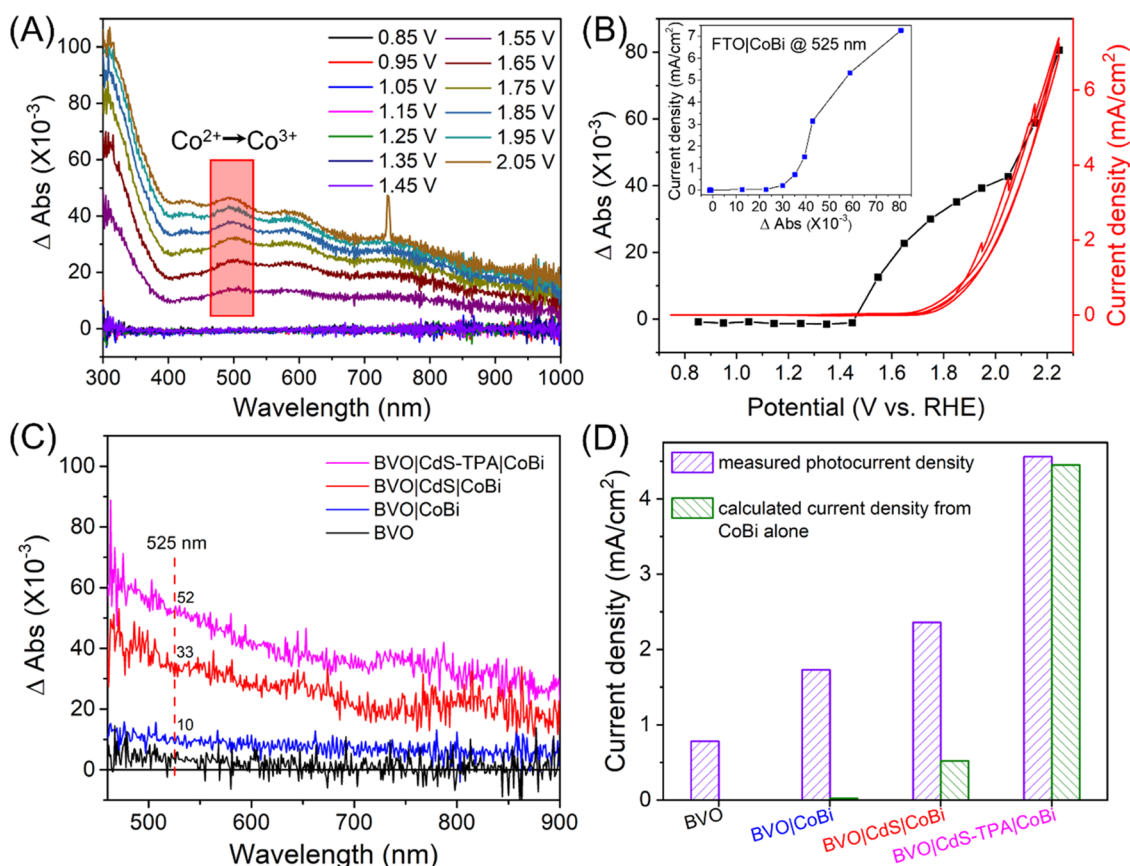 (A)
Δ Abs (X10⁻³)
100
80
60
40
20
0
0.85 V
0.95 V
1.05 V
1.15 V
1.25 V
1.35 V
1.45 V
1.55 V
1.65 V
1.75 V
1.85 V
1.95 V
2.05 V
Co²⁺→Co³⁺
300 400 500 600 700 800 900 1000
Wavelength (nm)
(B)
Δ Abs (X10⁻³)
80
60
40
20
0
FTO|CoBi @ 525 nm
Current density (mA/cm²)
7
6
5
4
3
2
1
0
0 10 20 30 40 50 60 70 80
Δ Abs (X10⁻³)
6
4
2
0
Current density (mA/cm²)
0.8 1.0 1.2 1.4 1.6 1.8 2.0 2.2
Potential (V vs. RHE)
(C)
Δ Abs (X10⁻³)
100
80
60
40
20
0
BVO|CdS-TPA|CoBi
BVO|CdS|CoBi
BVO|CoBi
BVO
525 nm
52
33
10
500 600 700 800 900
Wavelength (nm)
(D)
Current density (mA/cm²)
4
3
2
1
0
measured photocurrent density
calculated current density from
CoBi alone
BVO
BVO|CoBi
BVO|CdS|CoBi
BVO|CdS-TPA|CoBi